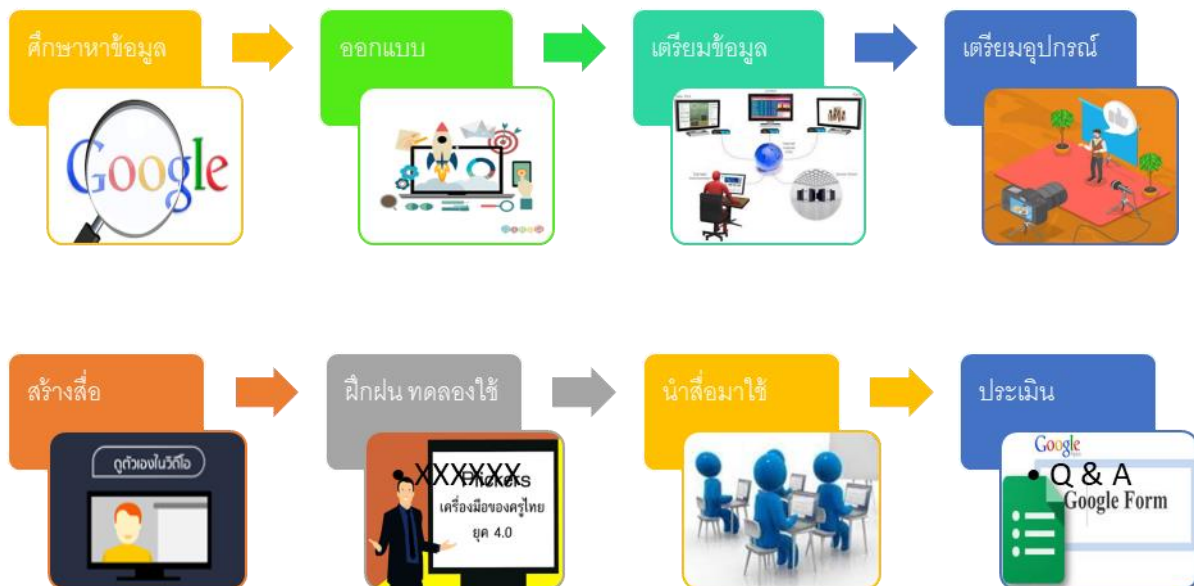 ศึกษาหาข้อมูล
ออกแบบ
เตรียมข้อมูล
เตรียมอุปกรณ์
Google
สร้างสื่อ
ฝึกฝน ทดลองใช้
นำสื่อมาใช้
ประเมิน
ดูตัวเองในวิดีโอ
• XXXXXX
Plickers
เครื่องมือของครูไทย
ยุค 4.0
Google
• Q & A
Google Form